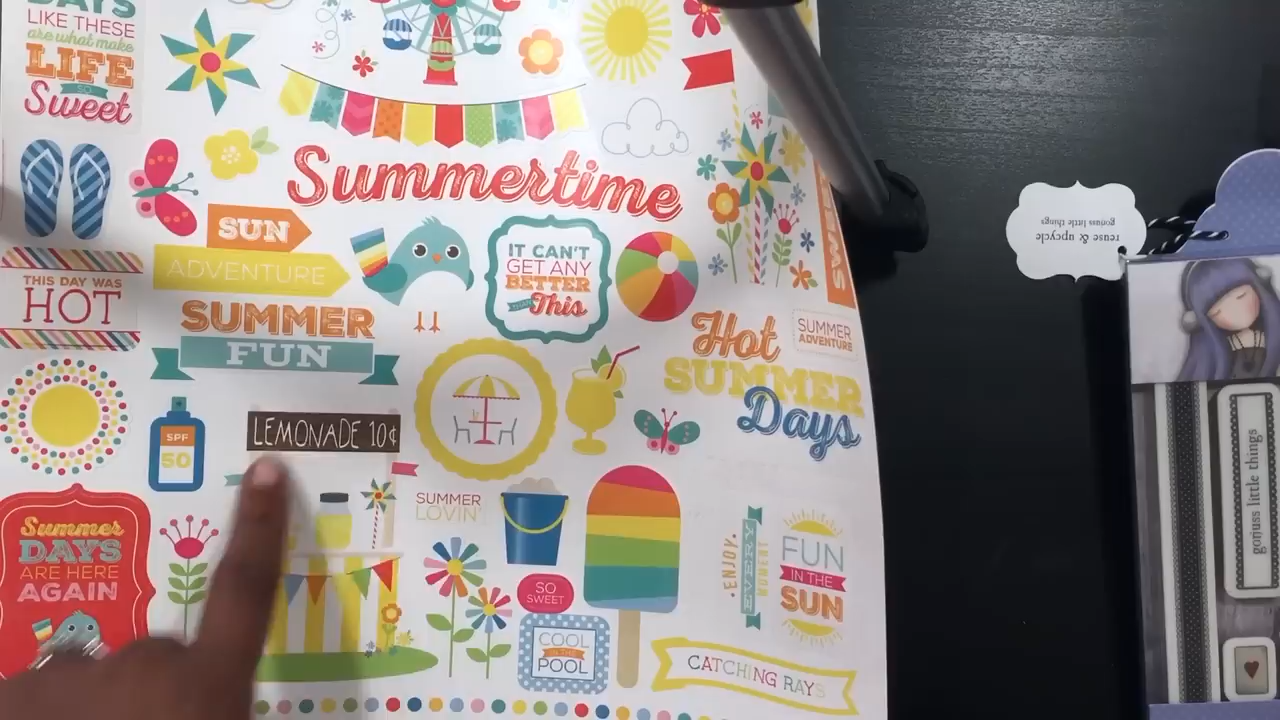 DAYS
LIKE THESE
are what make
LIFE
SO
Sweet
Summertime
SUN
ADVENTURE
SUMMER
FUN
THIS DAY WAS
HOT
IT CAN'T
GET ANY
BETTER
THAN
This
Hot
SUMMER
Days
SUMMER
ADVENTURE
SPF
50
LEMONADE 10¢
SUMMER
LOVIN'
Summer
DAYS
ARE HERE
AGAIN
SO
SWEET
COOL
IN THE
POOL
ENJOY
EVERY
MOMENT
FUN
IN THE
SUN
CATCHING RAYS
reuse & upcycle
gorjuss little things
gorjuss little things